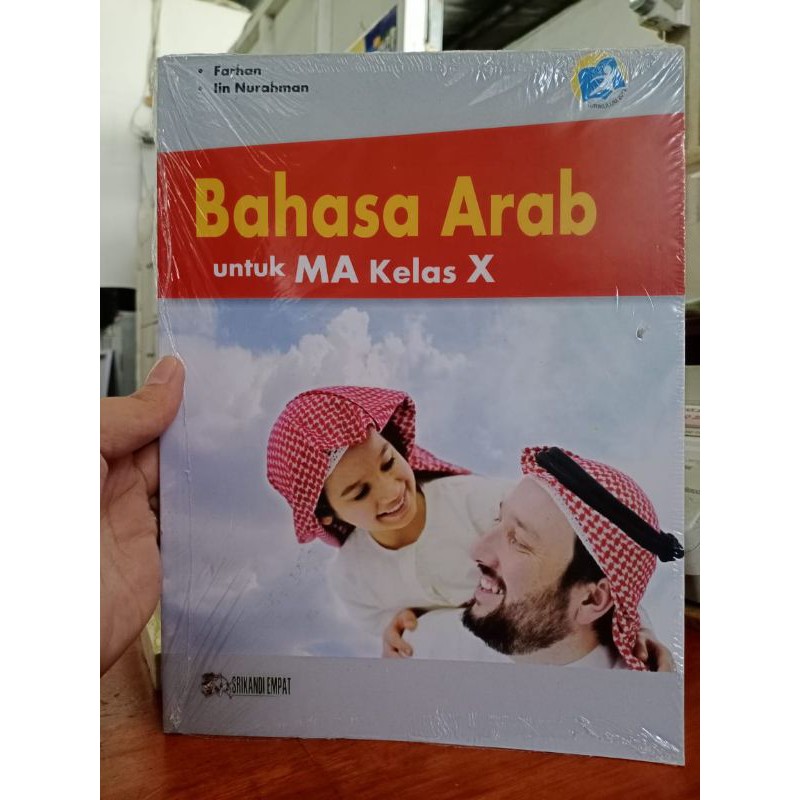 • Farhan
• Iin Nurahman
Bahasa Arab
untuk MA Kelas X
SRIKANDI EMPAT